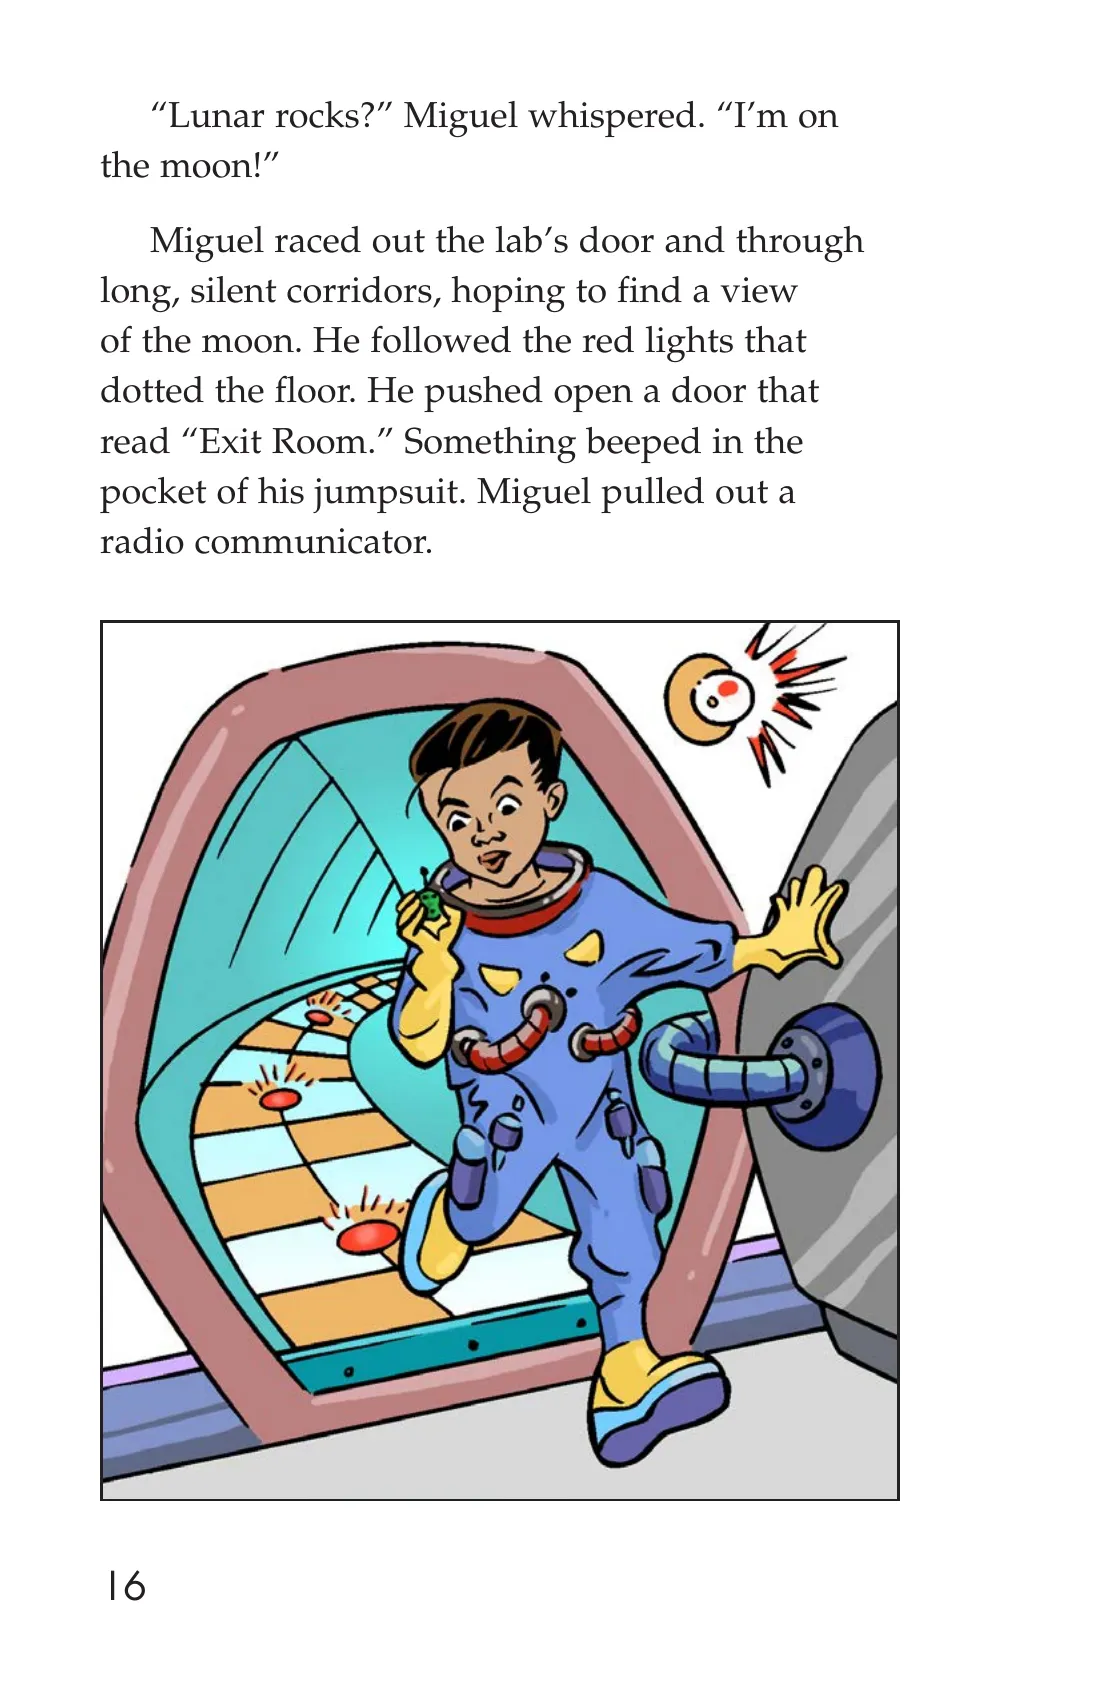 “Lunar rocks?” Miguel whispered. “I’m on
the moon!”
Miguel raced out the lab’s door and through
long, silent corridors, hoping to find a view
of the moon. He followed the red lights that
dotted the floor. He pushed open a door that
read “Exit Room.” Something beeped in the
pocket of his jumpsuit. Miguel pulled out a
radio communicator.
16